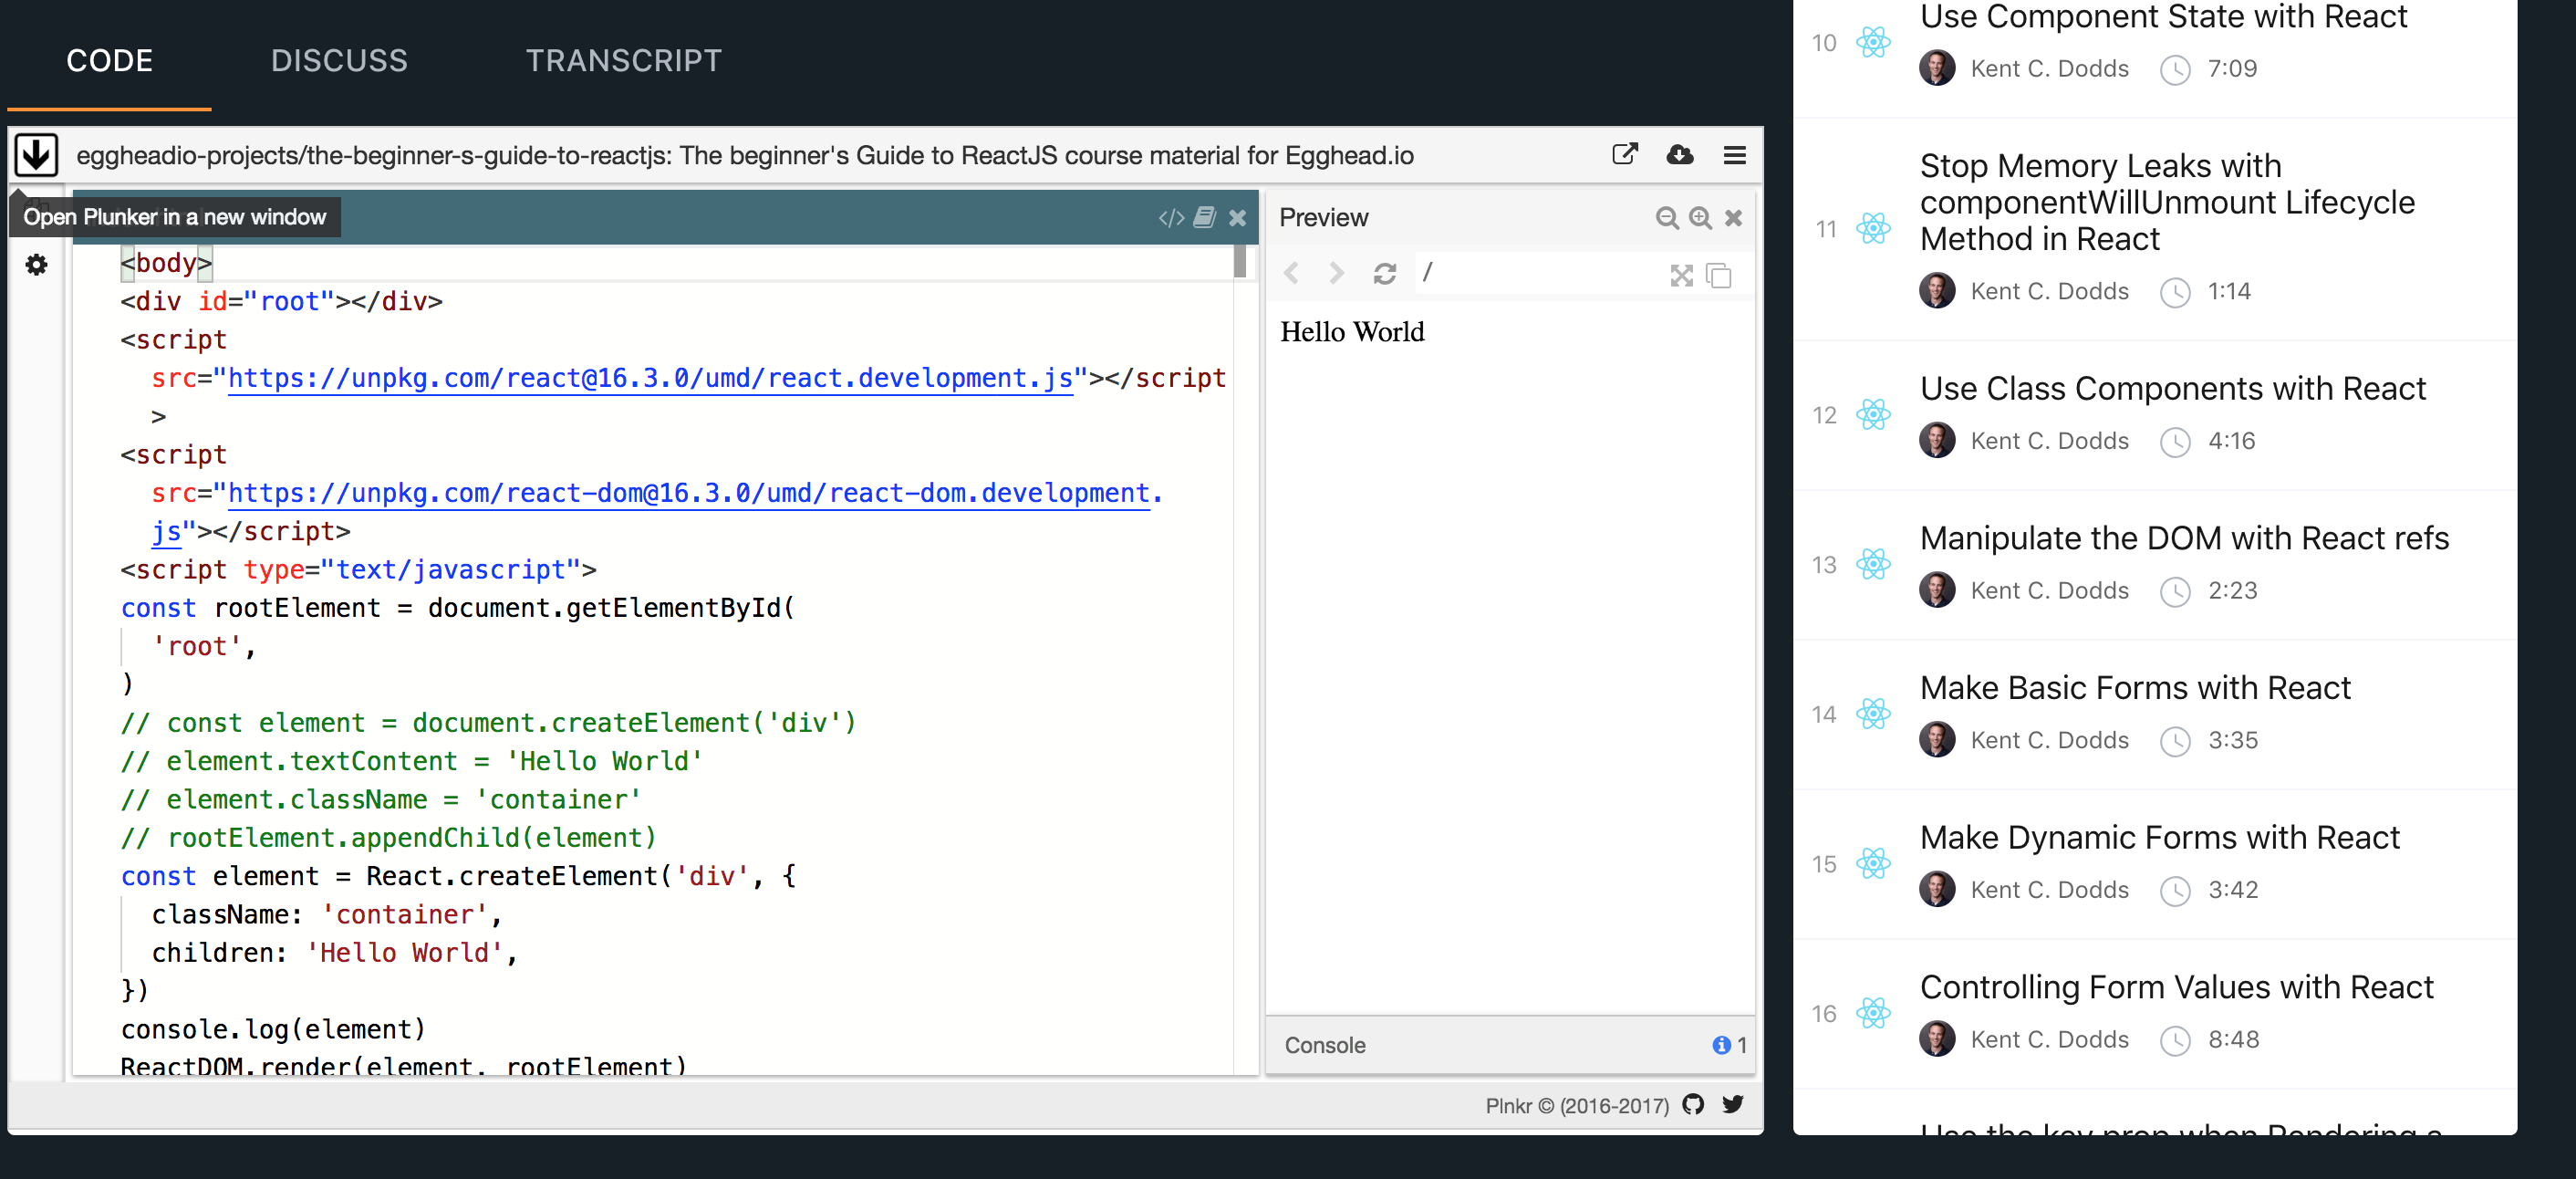 CODE
DISCUSS
TRANSCRIPT
eggheadio-projects/the-beginner-s-guide-to-reactjs: The beginner's Guide to ReactJS course material for Egghead.io
Open Plunker in a new window
<body>
<div id="root"></div>
<script
src="https://unpkg.com/react@16.3.0/umd/react.development.js"></script
>
<script
src="https://unpkg.com/react-dom@16.3.0/umd/react-dom.development.
js"></script>
<script type="text/javascript">
const rootElement = document.getElementById(
'root',
)
// const element = document.createElement('div')
// element.textContent = 'Hello World'
// element.className = 'container'
// rootElement.appendChild(element)
const element = React.createElement('div', {
className: 'container',
children: 'Hello World',
})
console.log(element)
ReactDOM.render(element, rootElement)
Preview
/
Hello World
Console
1
Plnkr © (2016-2017)
10
Use Component State with React
Kent C. Dodds
7:09
11
Stop Memory Leaks with
componentWillUnmount Lifecycle
Method in React
Kent C. Dodds
1:14
12
Use Class Components with React
Kent C. Dodds
4:16
13
Manipulate the DOM with React refs
Kent C. Dodds
2:23
14
Make Basic Forms with React
Kent C. Dodds
3:35
15
Make Dynamic Forms with React
Kent C. Dodds
3:42
16
Controlling Form Values with React
Kent C. Dodds
8:48
Use the key prop when Rendering a